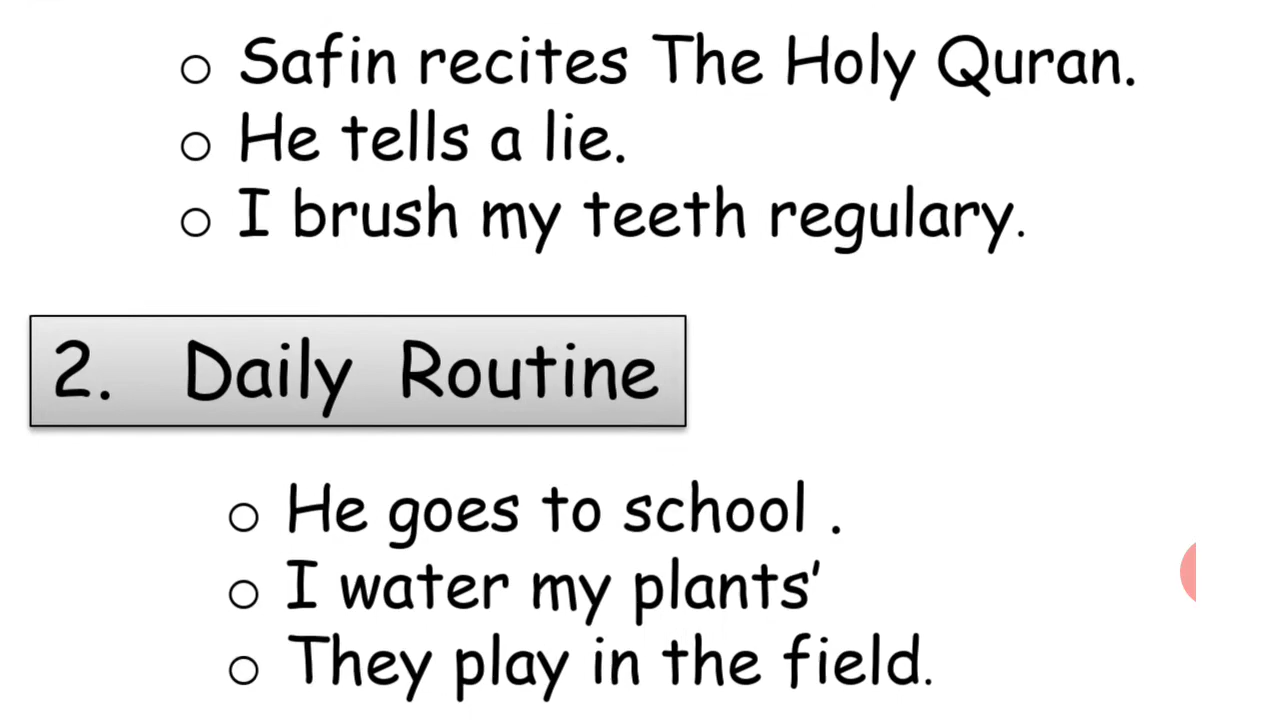 o Safin recites The Holy Quran.
o He tells a lie.
o I brush my teeth regulary.
2. Daily Routine
o He goes to school .
o I water my plants’
o They play in the field.